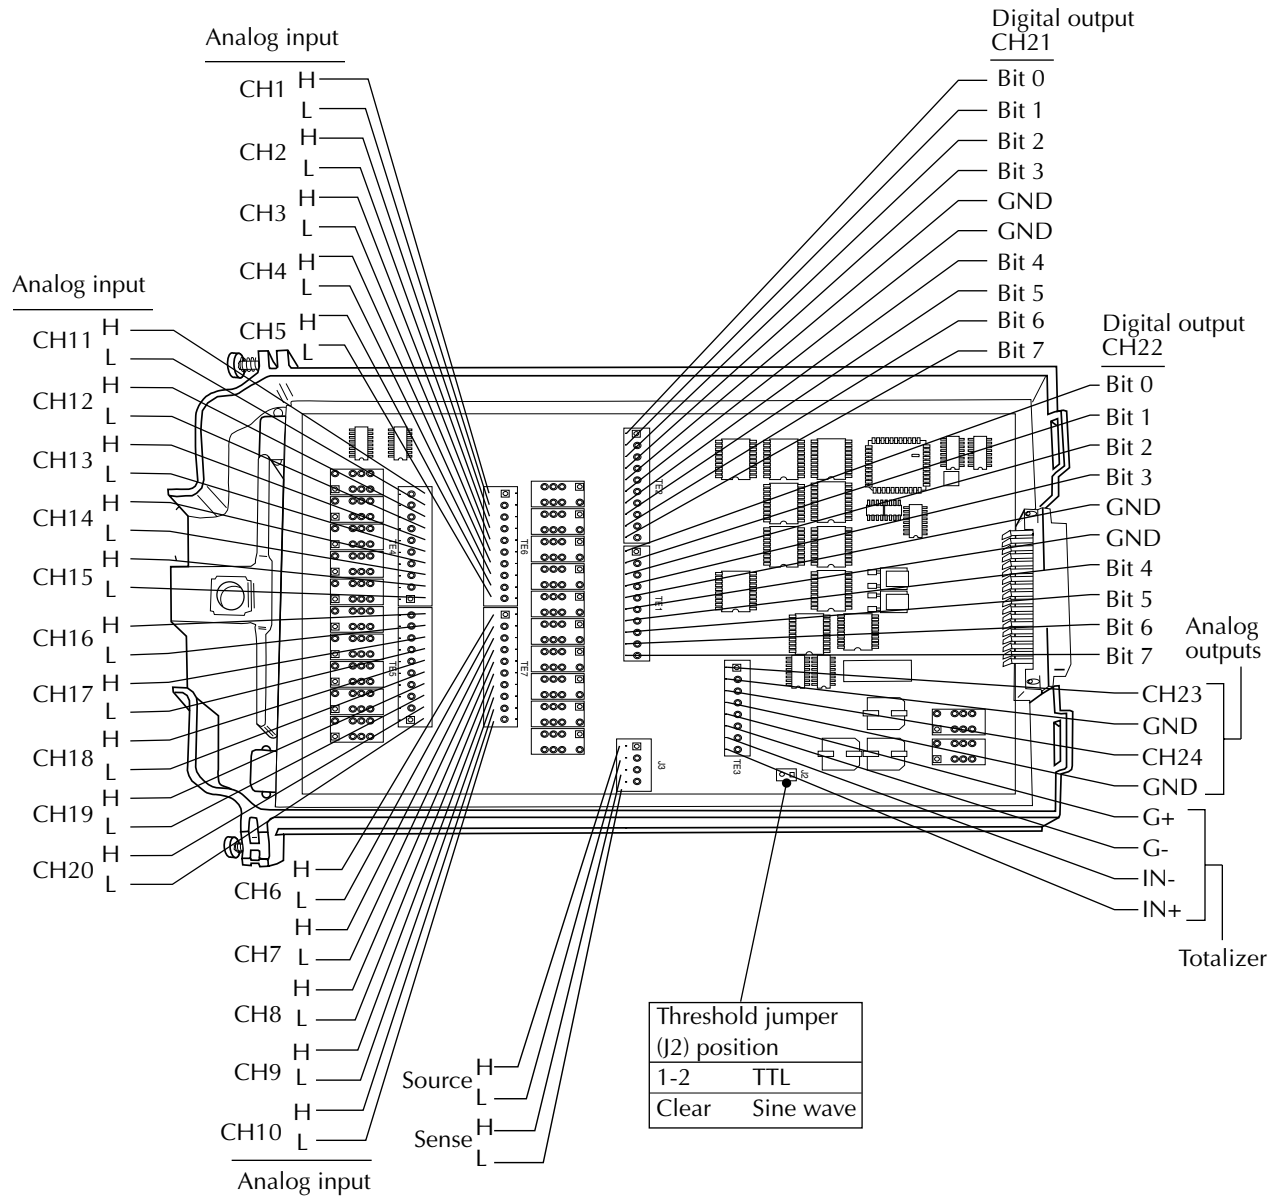 Analog input
CH1 H
L
CH2 H
L
CH3 H
L
CH4 H
L
CH5 H
L
Digital output
CH21
Bit 0
Bit 1
Bit 2
Bit 3
GND
GND
Bit 4
Bit 5
Bit 6
Bit 7
Analog input
CH11 H
L
CH12 H
L
CH13 H
L
CH14 H
L
CH15 H
L
CH16 H
L
CH17 H
L
CH18 H
L
CH19 H
L
CH20 H
L
Digital output
CH22
Bit 0
Bit 1
Bit 2
Bit 3
GND
GND
Bit 4
Bit 5
Bit 6
Bit 7
TE4
TE6
TE2
TE1
TE5
TE7
TE3
J3
J2
Analog
outputs
CH23
GND
CH24
GND
G+
G-
IN-
IN+
Totalizer
CH6 H
L
CH7 H
L
CH8 H
L
CH9 H
L
CH10 H
L
Analog input
Source H
L
Sense H
L
Threshold jumper
(J2) position
1-2 TTL
Clear Sine wave